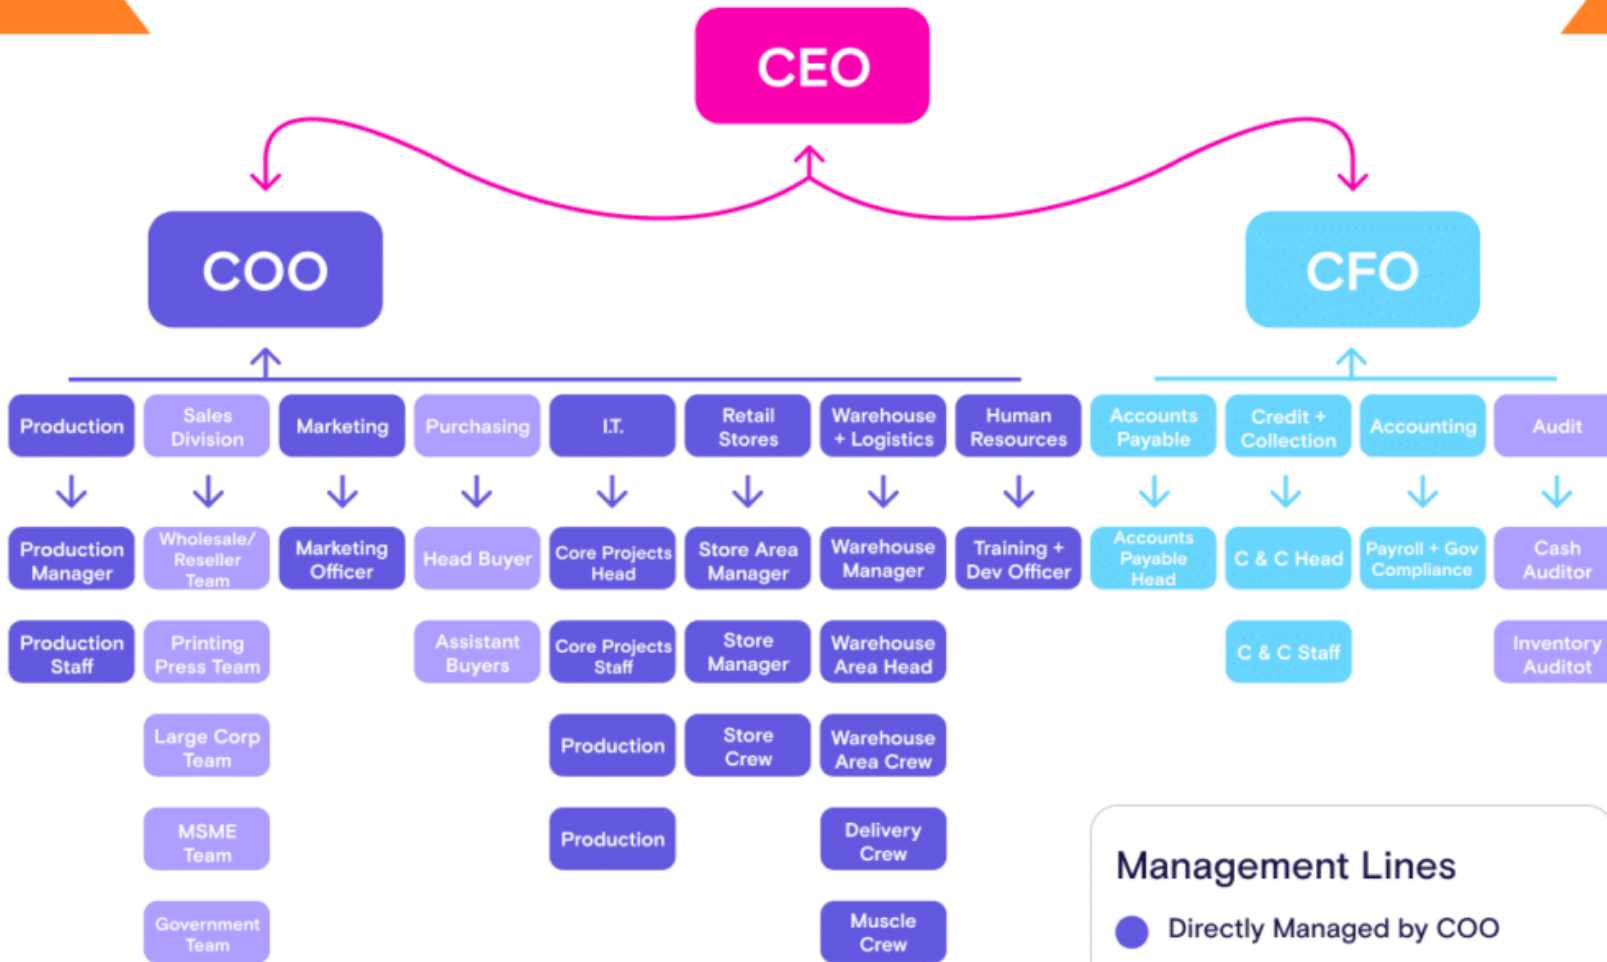 CEO
COO
CFO
Production
Sales
Division
Marketing
Purchasing
I.T.
Retail
Stores
Warehouse
+ Logistics
Human
Resources
Accounts
Payable
Credit +
Collection
Accounting
Audit
Production
Manager
Wholesale/
Reseller
Team
Marketing
Officer
Head Buyer
Core Projects
Head
Store Area
Manager
Warehouse
Manager
Training +
Dev Officer
Accounts
Payable
Head
C & C Head
Payroll + Gov
Compliance
Cash
Auditor
Production
Staff
Printing
Press Team
Assistant
Buyers
Core Projects
Staff
Store
Manager
Warehouse
Area Head
C & C Staff
Inventory
Auditot
Large Corp
Team
Production
Store
Crew
Warehouse
Area Crew
MSME
Team
Production
Delivery
Crew
Government
Team
Muscle
Crew
Management Lines
Directly Managed by COO